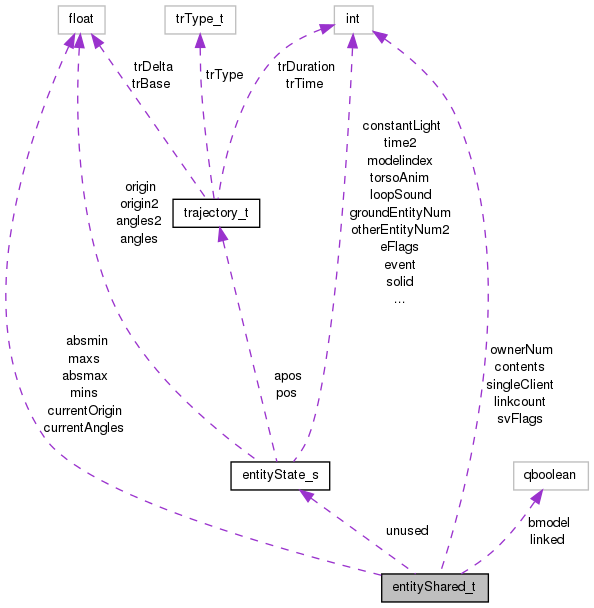 float
trType_t
int
trDelta
trBase
trType
trDuration
trTime
constantLight
time2
modelindex
torsoAnim
loopSound
groundEntityNum
otherEntityNum2
eFlags
event
solid
...
origin
origin2
angles2
angles
trajectory_t
absmin
maxs
absmax
mins
currentOrigin
currentAngles
apos
pos
ownerNum
contents
singleClient
linkcount
svFlags
entityState_s
qboolean
unused
bmodel
linked
entityShared_t